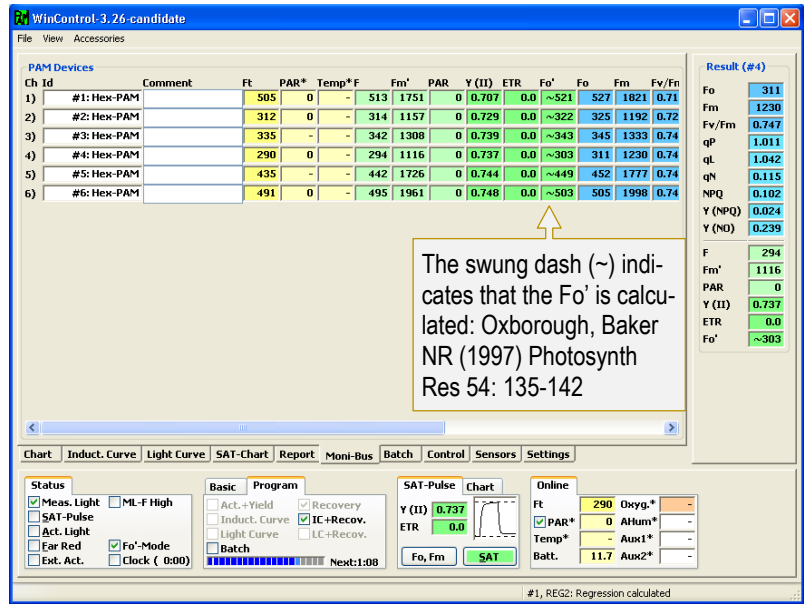 WinControl-3.26-candidate
File View Accessories
PAM Devices
Ch Id Comment Ft PAR* Temp* F Fm' PAR Y (II) ETR Fo' Fo Fm Fv/Fm
1) #1: Hex-PAM 505 0 - 513 1751 0 0.707 0.0 ~521 527 1821 0.71
2) #2: Hex-PAM 312 0 - 314 1157 0 0.729 0.0 ~322 325 1192 0.72
3) #3: Hex-PAM 335 - - 342 1308 0 0.739 0.0 ~343 345 1333 0.74
4) #4: Hex-PAM 290 0 - 294 1116 0 0.737 0.0 ~303 311 1230 0.74
5) #5: Hex-PAM 435 - - 442 1726 0 0.744 0.0 ~449 452 1777 0.74
6) #6: Hex-PAM 491 0 - 495 1961 0 0.748 0.0 ~503 505 1998 0.74
The swung dash (~) indi-
cates that the Fo' is calcu-
lated: Oxborough, Baker
NR (1997) Photosynth
Res 54: 135-142
Result (#4)
Fo 311
Fm 1230
Fv/Fm 0.747
qP 1.011
qL 1.042
qN 0.115
NPQ 0.102
Y (NPQ) 0.024
Y (NO) 0.239
F 294
Fm' 1116
PAR 0
Y (II) 0.737
ETR 0.0
Fo' ~303
Chart Induct. Curve Light Curve SAT-Chart Report Moni-Bus Batch Control Sensors Settings
Status
Meas. Light ML-F High
SAT-Pulse
Act. Light
Far Red Fo'-Mode
Ext. Act. Clock ( 0:00)
Basic Program
Act.+Yield Recovery
Induct. Curve IC+Recov.
Light Curve LC+Recov.
Batch
Next:1:08
SAT-Pulse Chart
Y (II) 0.737
ETR 0.0
Fo, Fm SAT
Online
Ft 290 Oxyg.* -
PAR* 0 AHum* -
Temp* - Aux1* -
Batt. 11.7 Aux2* -
#1, REG2: Regression calculated